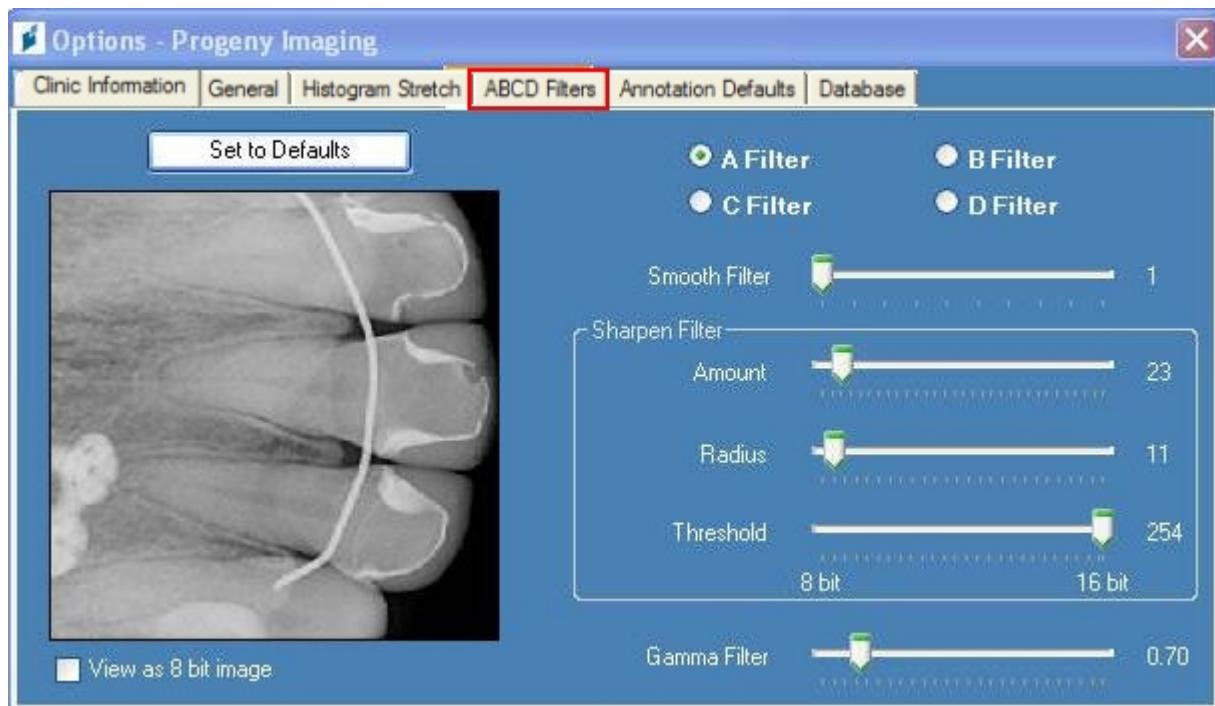 Options - Progeny Imaging
Clinic Information General Histogram Stretch ABCD Filters Annotation Defaults Database
Set to Defaults
A Filter B Filter
C Filter D Filter
Smooth Filter 1
Sharpen Filter
Amount 23
Radius 11
Threshold 254
8 bit 16 bit
View as 8 bit image
Gamma Filter 0.70